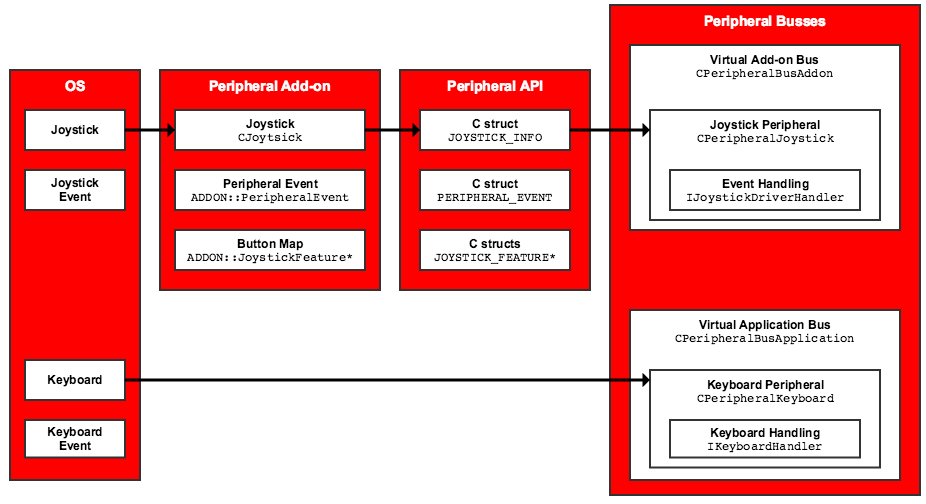 OS
Joystick
Joystick
Event
Keyboard
Keyboard
Event
Peripheral Add-on
Joystick
CJoytsick
Peripheral Event
ADDON::PeripheralEvent
Button Map
ADDON::JoystickFeature*
Peripheral API
C struct
JOYSTICK_INFO
C struct
PERIPHERAL_EVENT
C structs
JOYSTICK_FEATURE*
Peripheral Busses
Virtual Add-on Bus
CPeripheralBusAddon
Joystick Peripheral
CPeripheralJoystick
Event Handling
IJoystickDriverHandler
Virtual Application Bus
CPeripheralBusApplication
Keyboard Peripheral
CPeripheralKeyboard
Keyboard Handling
IKeyboardHandler